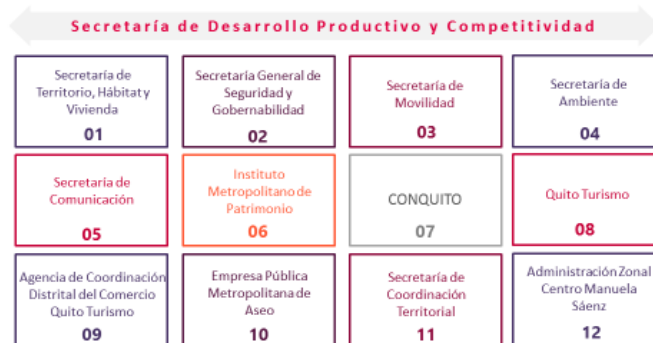 Secretaría de Desarrollo Productivo y Competitividad
Secretaría de
Territorio, Hábitat y
Vivienda
01
Secretaría General de
Seguridad y
Gobernabilidad
02
Secretaría de
Movilidad
03
Secretaría de
Ambiente
04
Secretaría de
Comunicación
05
Instituto
Metropolitano de
Patrimonio
06
CONQUITO
07
Quito Turismo
08
Agencia de Coordinación
Distrital del Comercio
Quito Turismo
09
Empresa Pública
Metropolitana de
Aseo
10
Secretaría de
Coordinación
Territorial
11
Administración Zonal
Centro Manuela
Sáenz
12